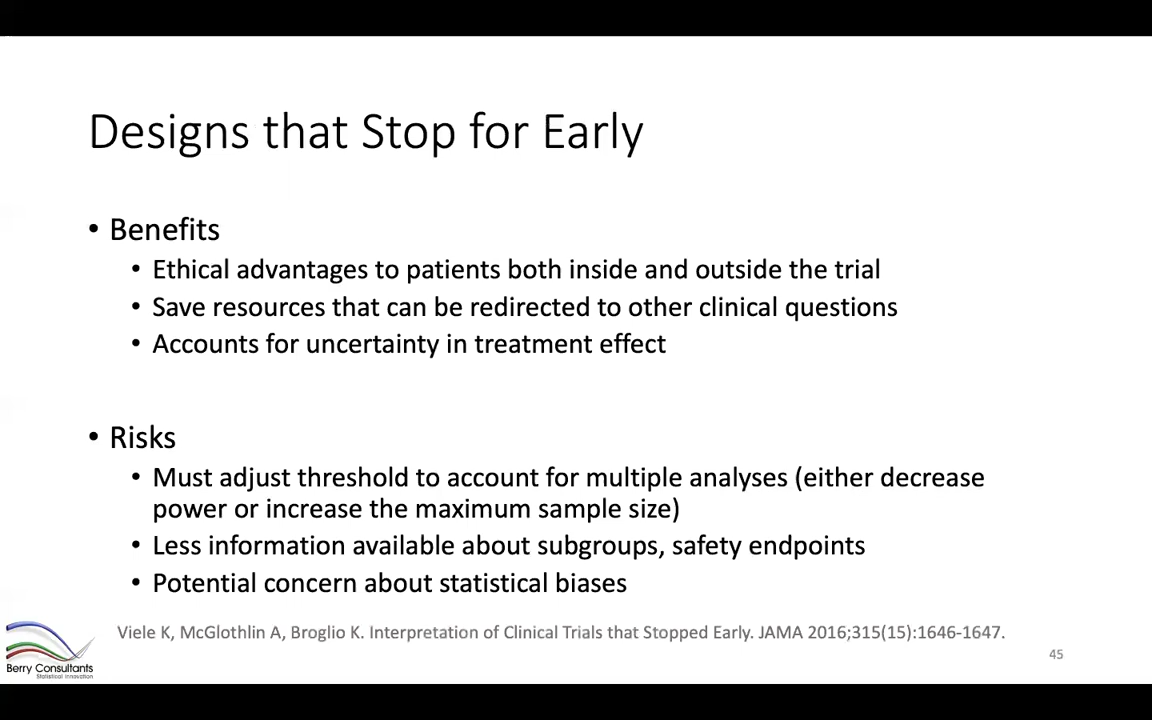 Designs that Stop for Early
• Benefits
• Ethical advantages to patients both inside and outside the trial
• Save resources that can be redirected to other clinical questions
• Accounts for uncertainty in treatment effect
• Risks
• Must adjust threshold to account for multiple analyses (either decrease
power or increase the maximum sample size)
• Less information available about subgroups, safety endpoints
• Potential concern about statistical biases
Viele K, McGlothlin A, Broglio K. Interpretation of Clinical Trials that Stopped Early. JAMA 2016;315(15):1646-1647.
45
Berry Consultants
Statistical Innovation